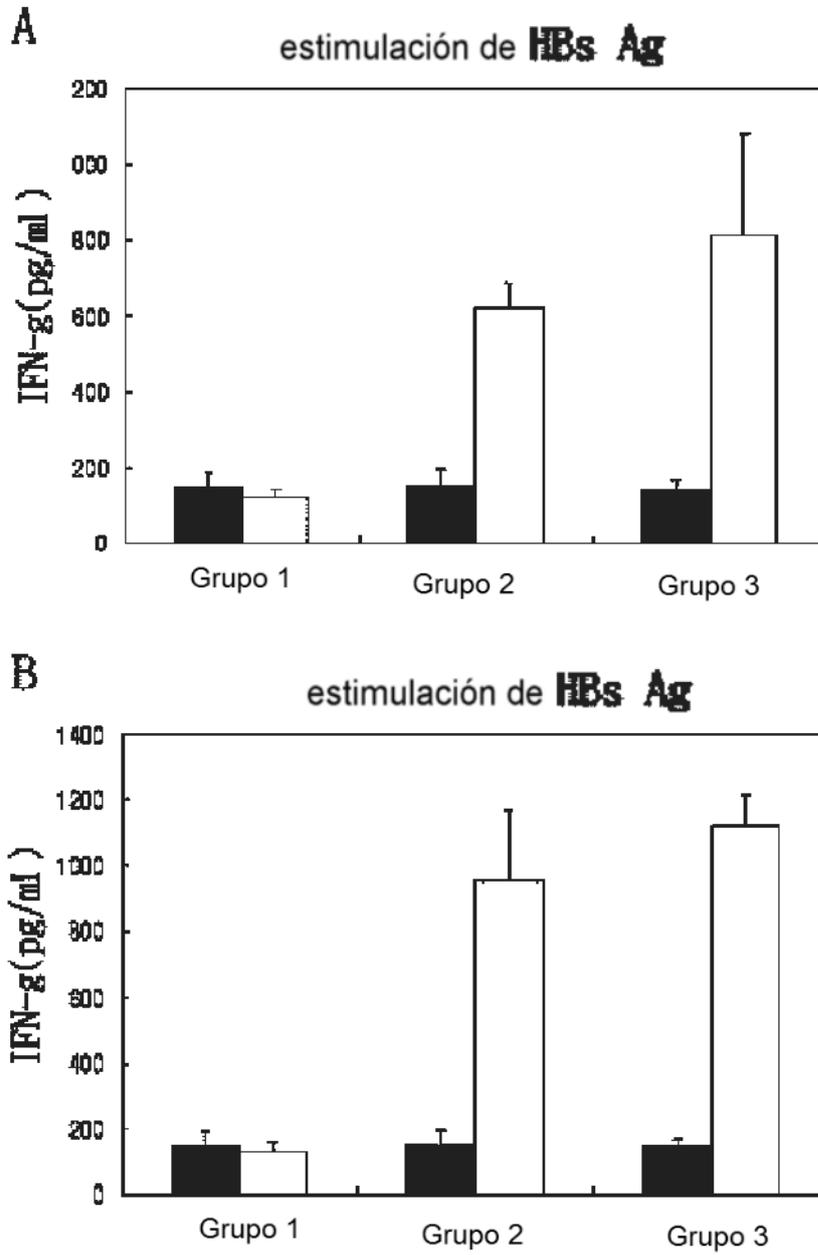 A
estimulación de HBs Ag
IFN-g(pg/ml)
200
000
800
600
400
200
0
Grupo 1
Grupo 2
Grupo 3
B
estimulación de HBs Ag
IFN-g(pg/ml)
1400
1200
1000
800
600
400
200
0
Grupo 1
Grupo 2
Grupo 3